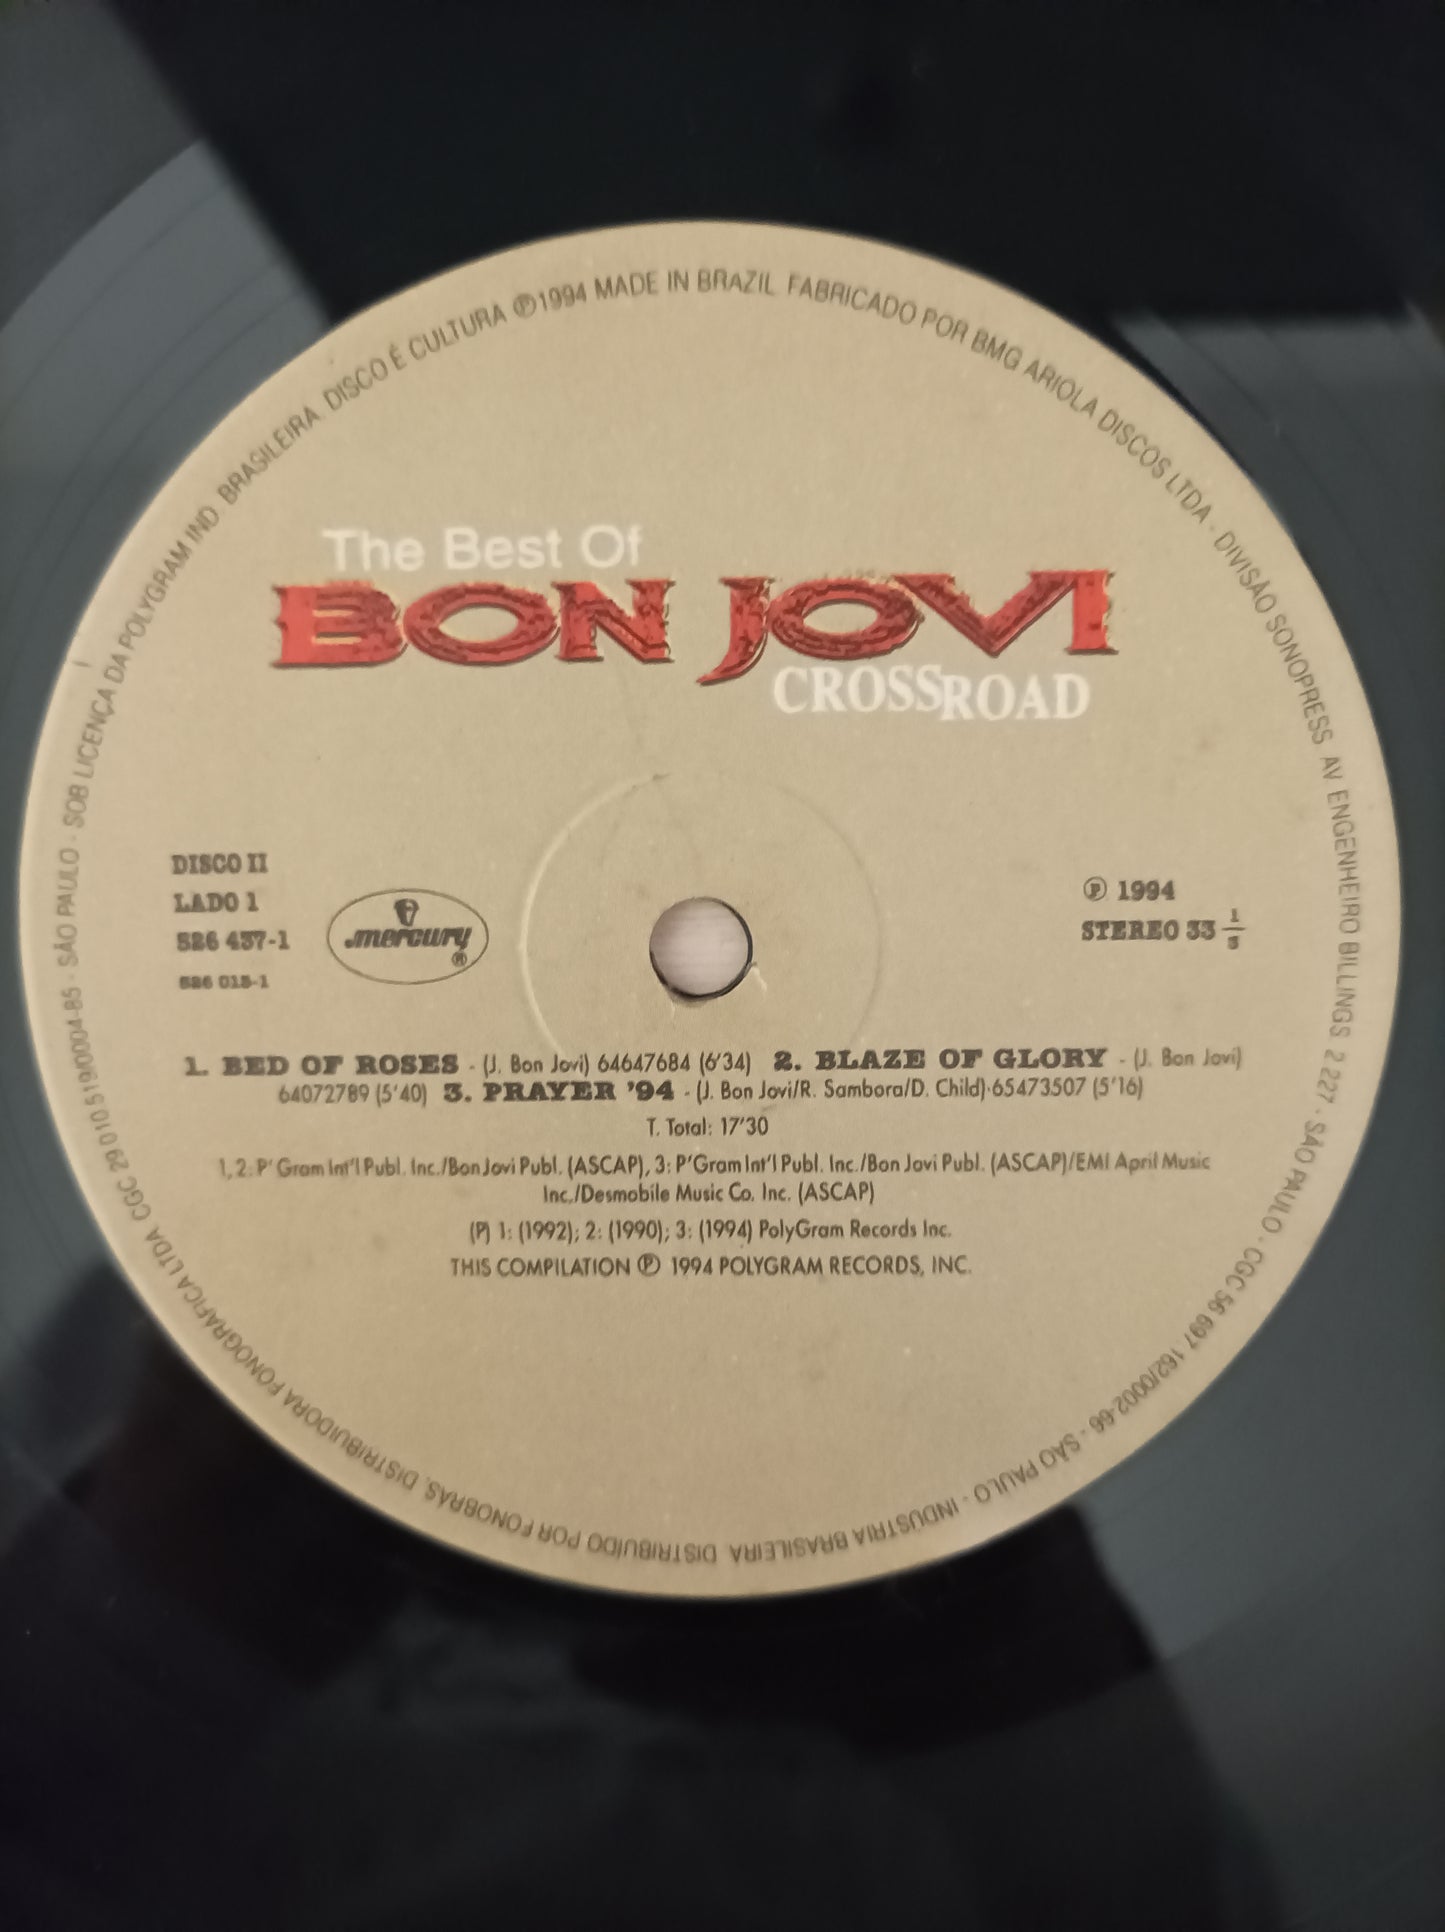 The Best Of
BON JOVI
CROSSROAD
DISCO II
LADO 1
526 437-1
526 013-1
mercury
®
℗ 1994
STEREO 33 1/3
1. BED OF ROSES - (J. Bon Jovi) 64647684 (6'34) 2. BLAZE OF GLORY - (J. Bon Jovi)
64072789 (5'40) 3. PRAYER '94 - (J. Bon Jovi/R. Sambora/D. Child)·65473507 (5'16)
T. Total: 17'30
1, 2: P'Gram Int'l Publ. Inc./Bon Jovi Publ. (ASCAP), 3: P'Gram Int'l Publ. Inc./Bon Jovi Publ. (ASCAP)/EMI April Music
Inc./Desmobile Music Co. Inc. (ASCAP)
(P) 1: (1992); 2: (1990); 3: (1994) PolyGram Records Inc.
THIS COMPILATION ℗ 1994 POLYGRAM RECORDS, INC.
DISCO É CULTURA ℗1994 MADE IN BRAZIL. FABRICADO POR BMG ARIOLA DISCOS LTDA - DIVISÃO SONOPRESS. AV ENGENHEIRO BILLINGS 2 227 - SÃO PAULO - CGC 56 697 162/0002-66 - SÃO PAULO - INDÚSTRIA BRASILEIRA. DISTRIBUÍDO POR FONOBRÁS, DISTRIBUIDORA FONOGRÁFICA LTDA. CGC 29 010 519/0004-85 - SÃO PAULO - SOB LICENÇA DA POLYGRAM IND BRASILEIRA.